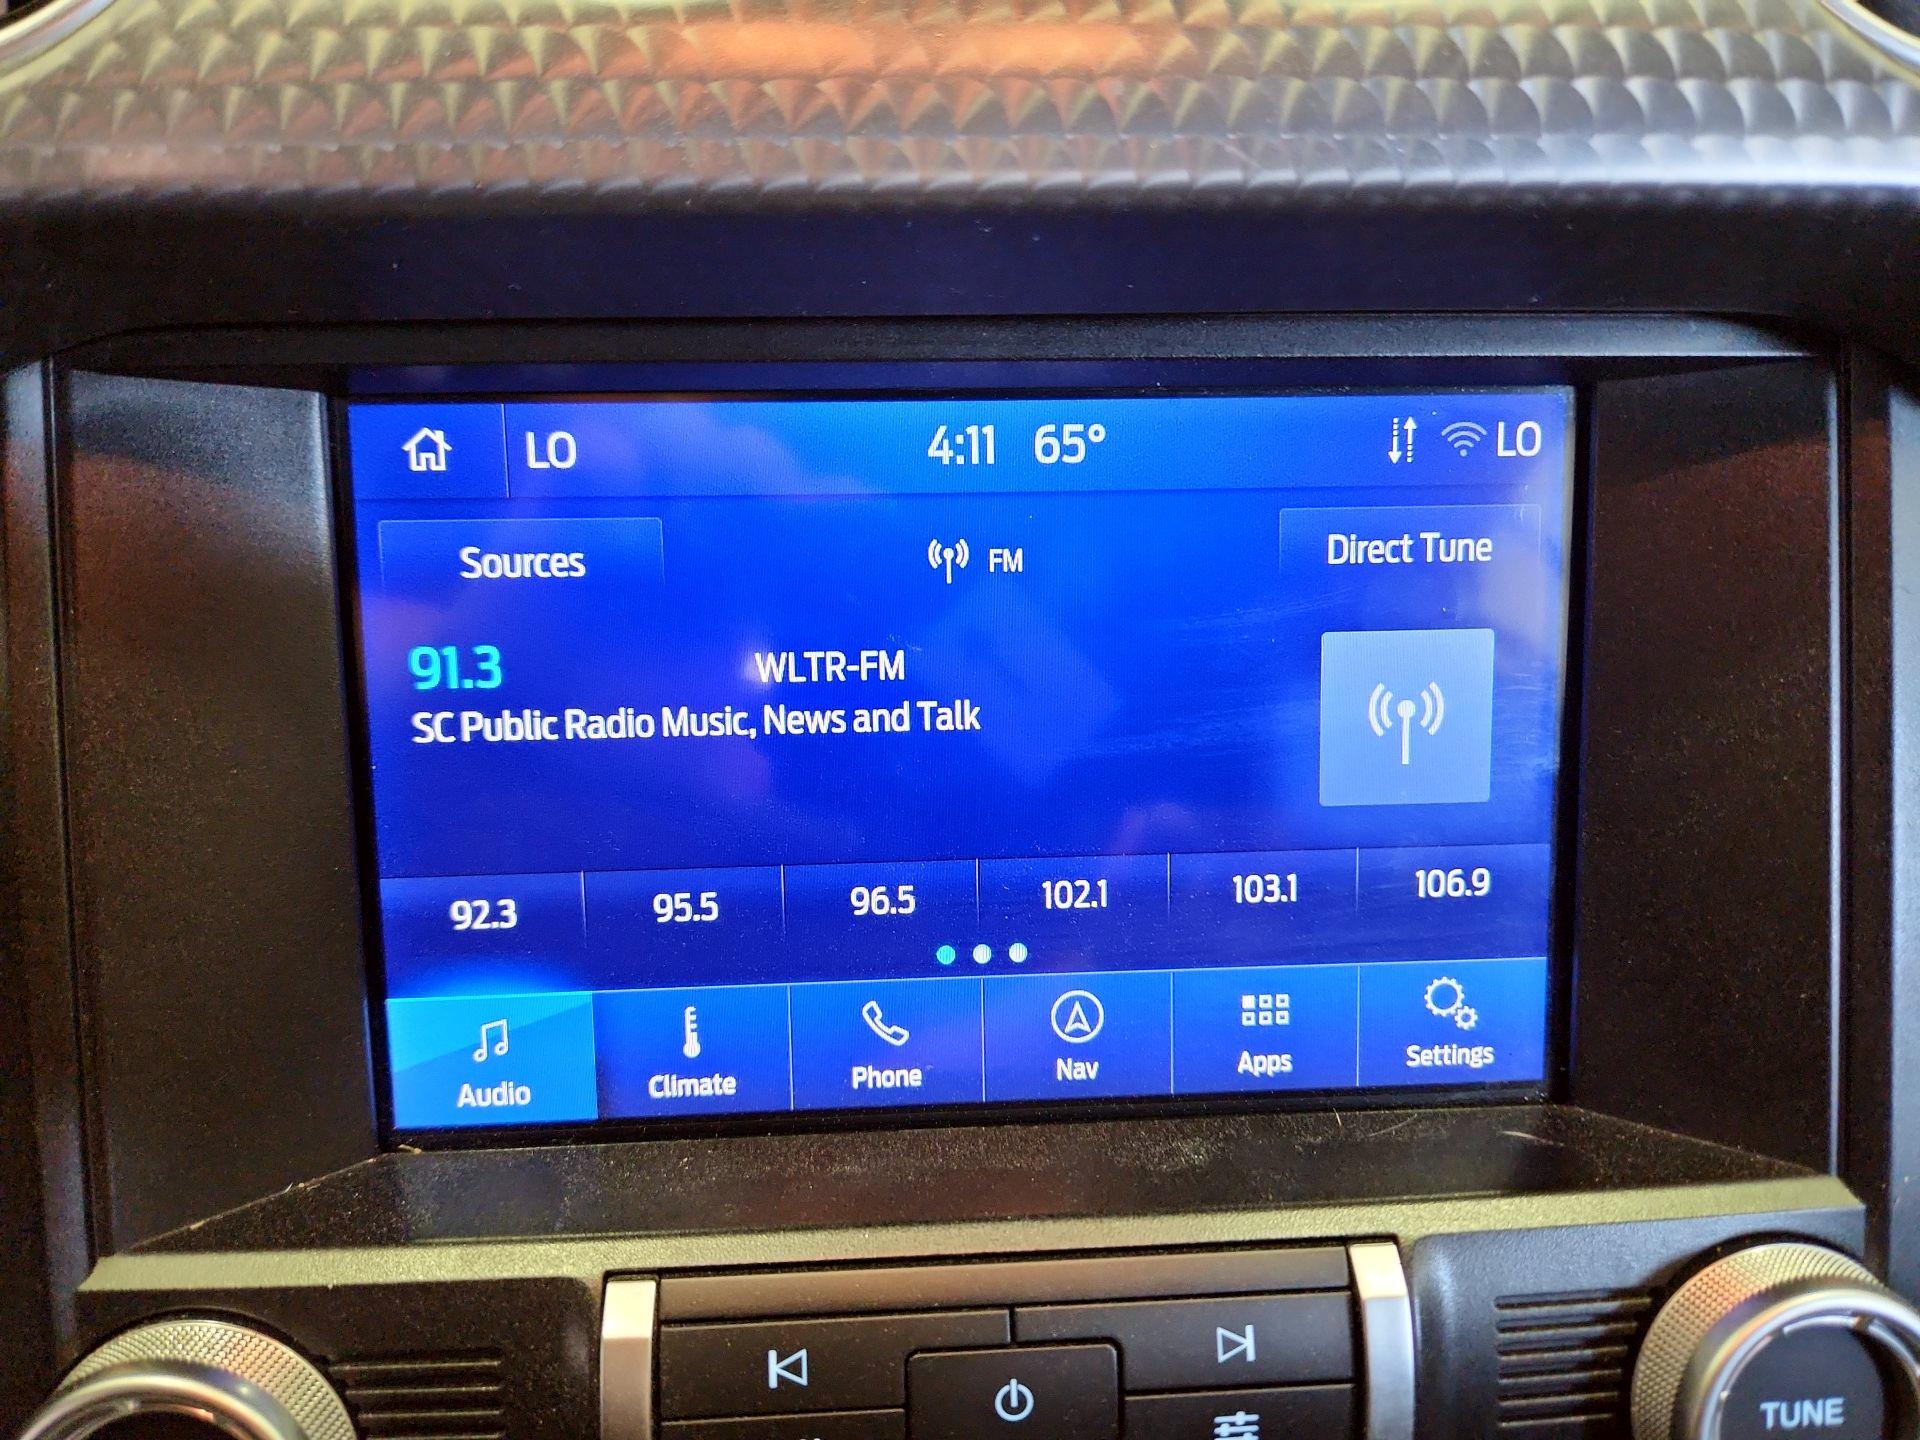 LO 4:11 65° LO
Sources FM Direct Tune
91.3 WLTR-FM
SC Public Radio Music, News and Talk
92.3 95.5 96.5 102.1 103.1 106.9
Audio Climate Phone Nav Apps Settings
TUNE